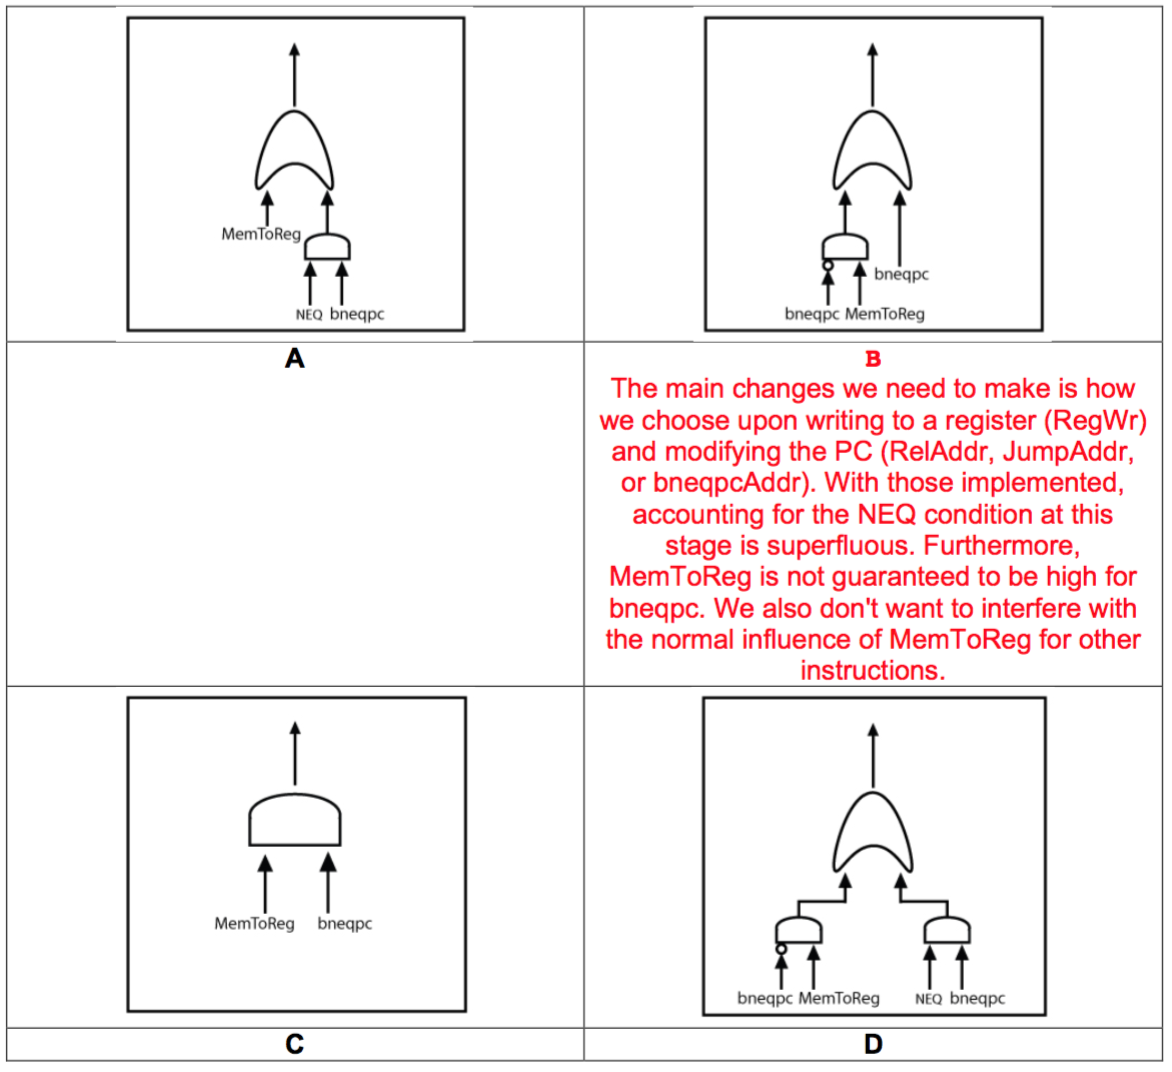 MemToReg
NEQ bneqpc
A
bneqpc
bneqpc MemToReg
B
The main changes we need to make is how
we choose upon writing to a register (RegWr)
and modifying the PC (RelAddr, JumpAddr,
or bneqpcAddr). With those implemented,
accounting for the NEQ condition at this
stage is superfluous. Furthermore,
MemToReg is not guaranteed to be high for
bneqpc. We also don't want to interfere with
the normal influence of MemToReg for other
instructions.
MemToReg bneqpc
C
bneqpc MemToReg NEQ bneqpc
D